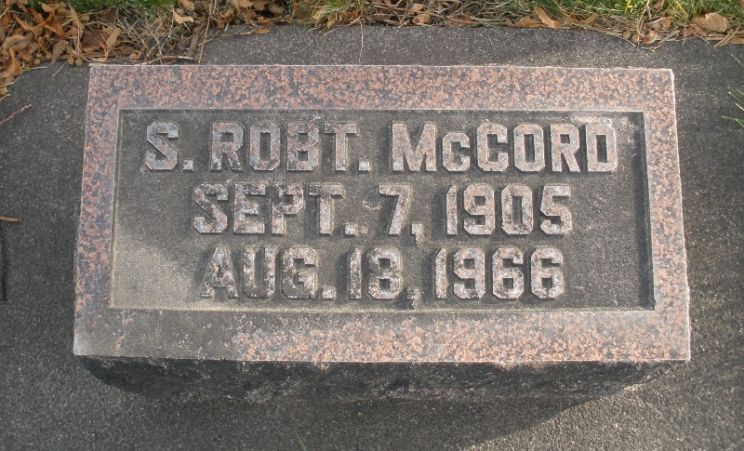 S. ROBT. McCORD
SEPT. 7, 1905
AUG. 18, 1966